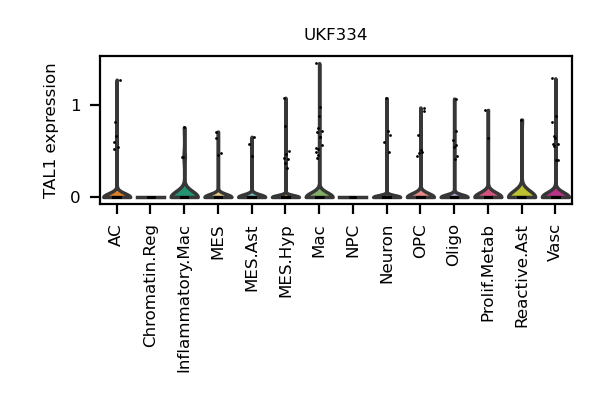 UKF334
TAL1 expression
1
0
AC
Chromatin.Reg
Inflammatory.Mac
MES
MES.Ast
MES.Hyp
Mac
NPC
Neuron
OPC
Oligo
Prolif.Metab
Reactive.Ast
Vasc